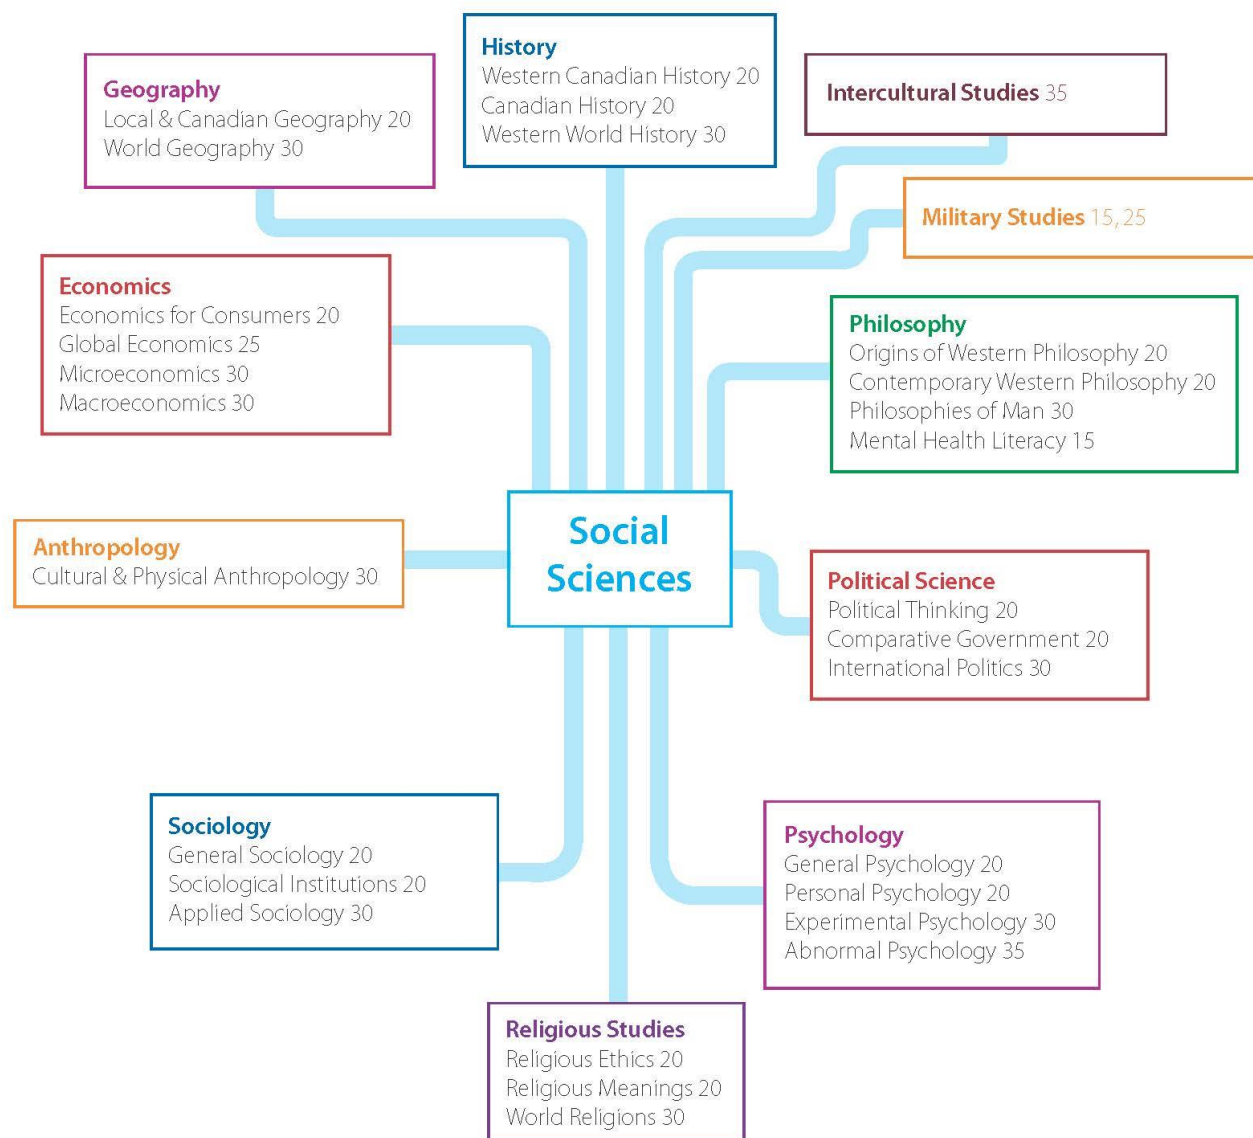 History
Western Canadian History 20
Canadian History 20
Western World History 30
Geography
Local & Canadian Geography 20
World Geography 30
Intercultural Studies 35
Military Studies 15, 25
Economics
Economics for Consumers 20
Global Economics 25
Microeconomics 30
Macroeconomics 30
Philosophy
Origins of Western Philosophy 20
Contemporary Western Philosophy 20
Philosophies of Man 30
Mental Health Literacy 15
Social
Sciences
Anthropology
Cultural & Physical Anthropology 30
Political Science
Political Thinking 20
Comparative Government 20
International Politics 30
Sociology
General Sociology 20
Sociological Institutions 20
Applied Sociology 30
Psychology
General Psychology 20
Personal Psychology 20
Experimental Psychology 30
Abnormal Psychology 35
Religious Studies
Religious Ethics 20
Religious Meanings 20
World Religions 30